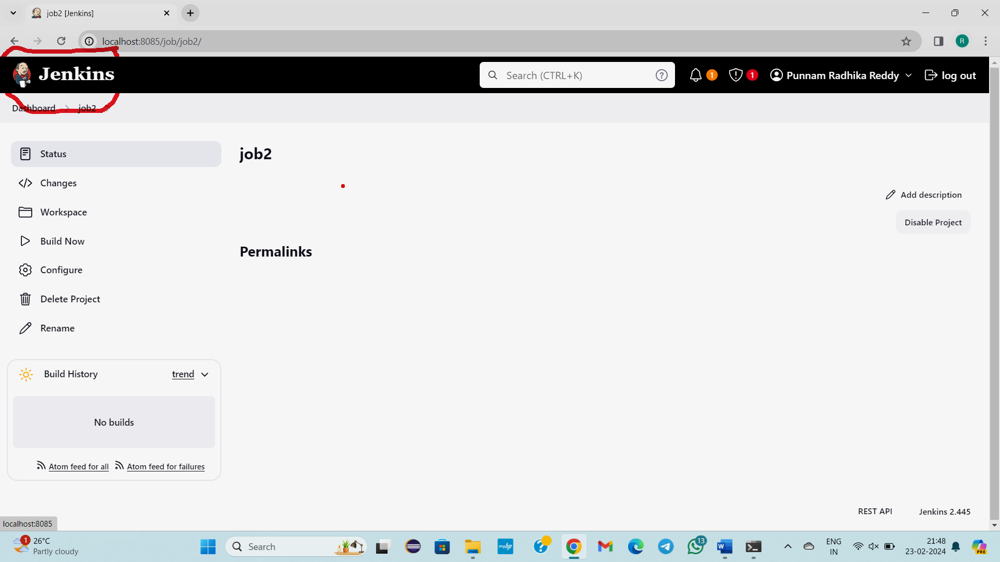 job2 [Jenkins]
localhost:8085/job/job2/
R
Jenkins
Search (CTRL+K)
?
1
1
Punnam Radhika Reddy
log out
Dashboard
job2
Status
Changes
Workspace
Build Now
Configure
Delete Project
Rename
job2
Add description
Disable Project
Permalinks
Build History
trend
No builds
Atom feed for all
Atom feed for failures
REST API
Jenkins 2.445
localhost:8085
1
26°C
Partly cloudy
Search
myhp
?
13
W
ENG
IN
21:48
23-02-2024
PRE